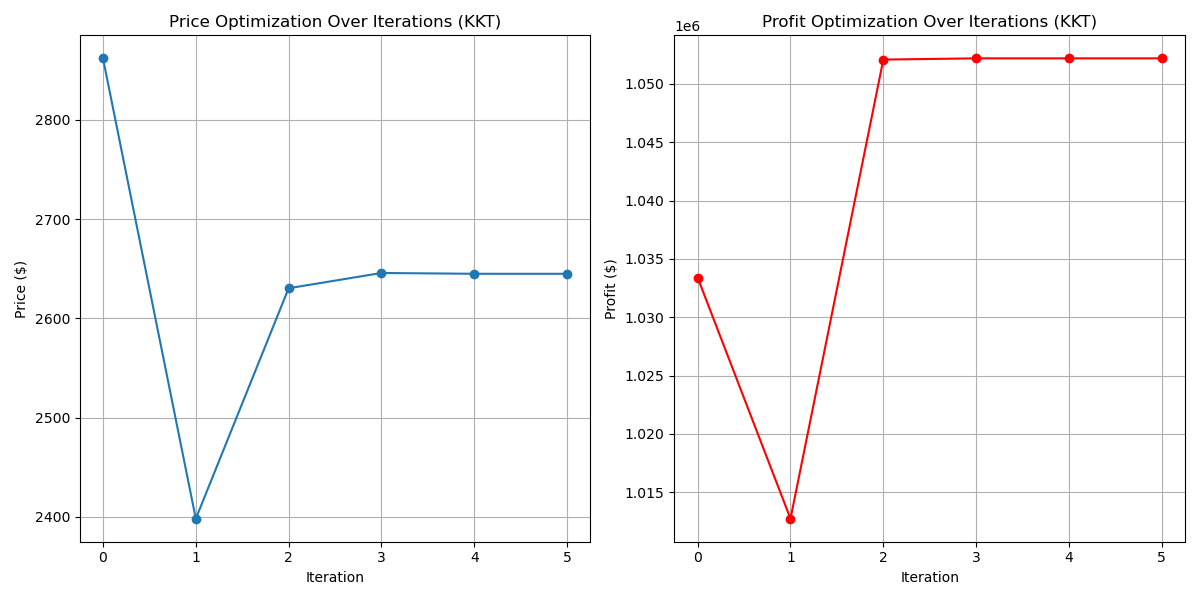 Price Optimization Over Iterations (KKT)
Price ($)
2800
2700
2600
2500
2400
0 1 2 3 4 5
Iteration
Profit Optimization Over Iterations (KKT)
1e6
Profit ($)
1.050
1.045
1.040
1.035
1.030
1.025
1.020
1.015
0 1 2 3 4 5
Iteration